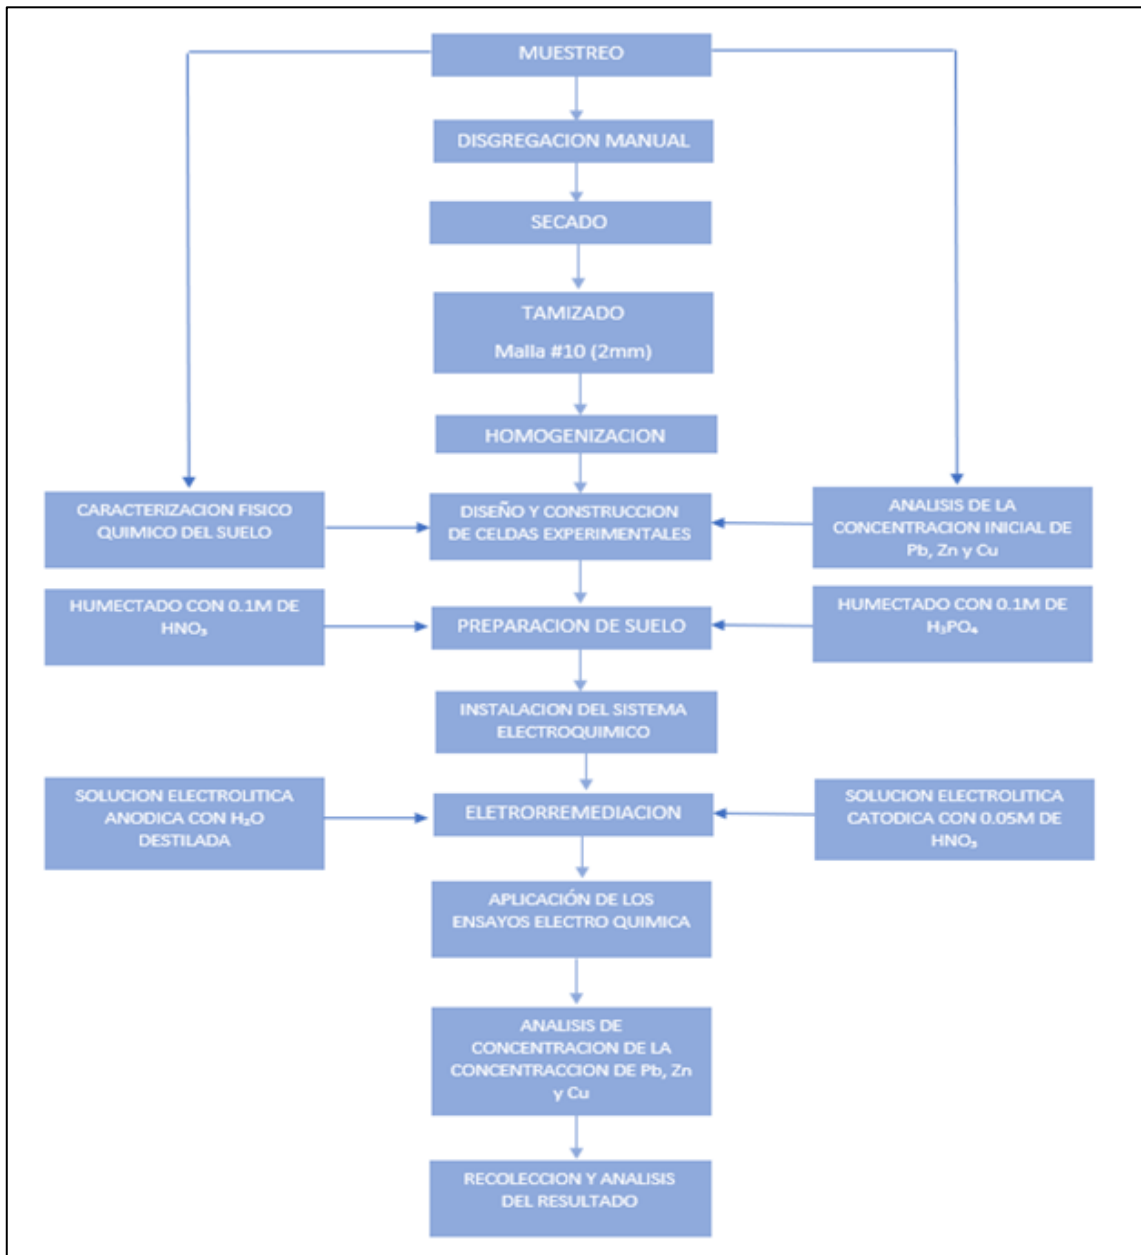 MUESTREO
DISGREGACION MANUAL
SECADO
TAMIZADO
Malla #10 (2mm)
HOMOGENIZACION
CARACTERIZACION FISICO
QUIMICO DEL SUELO
DISEÑO Y CONSTRUCCION
DE CELDAS EXPERIMENTALES
ANALISIS DE LA
CONCENTRACION INICIAL DE
Pb, Zn y Cu
HUMECTADO CON 0.1M DE
HNO₃
PREPARACION DE SUELO
HUMECTADO CON 0.1M DE
H₃PO₄
INSTALACION DEL SISTEMA
ELECTROQUIMICO
SOLUCION ELECTROLITICA
ANODICA CON H₂O
DESTILADA
ELETRORREMEDIACION
SOLUCION ELECTROLITICA
CATODICA CON 0.05M DE
HNO₃
APLICACIÓN DE LOS
ENSAYOS ELECTRO QUIMICA
ANALISIS DE
CONCENTRACION DE LA
CONCENTRACCION DE Pb, Zn
y Cu
RECOLECCION Y ANALISIS
DEL RESULTADO